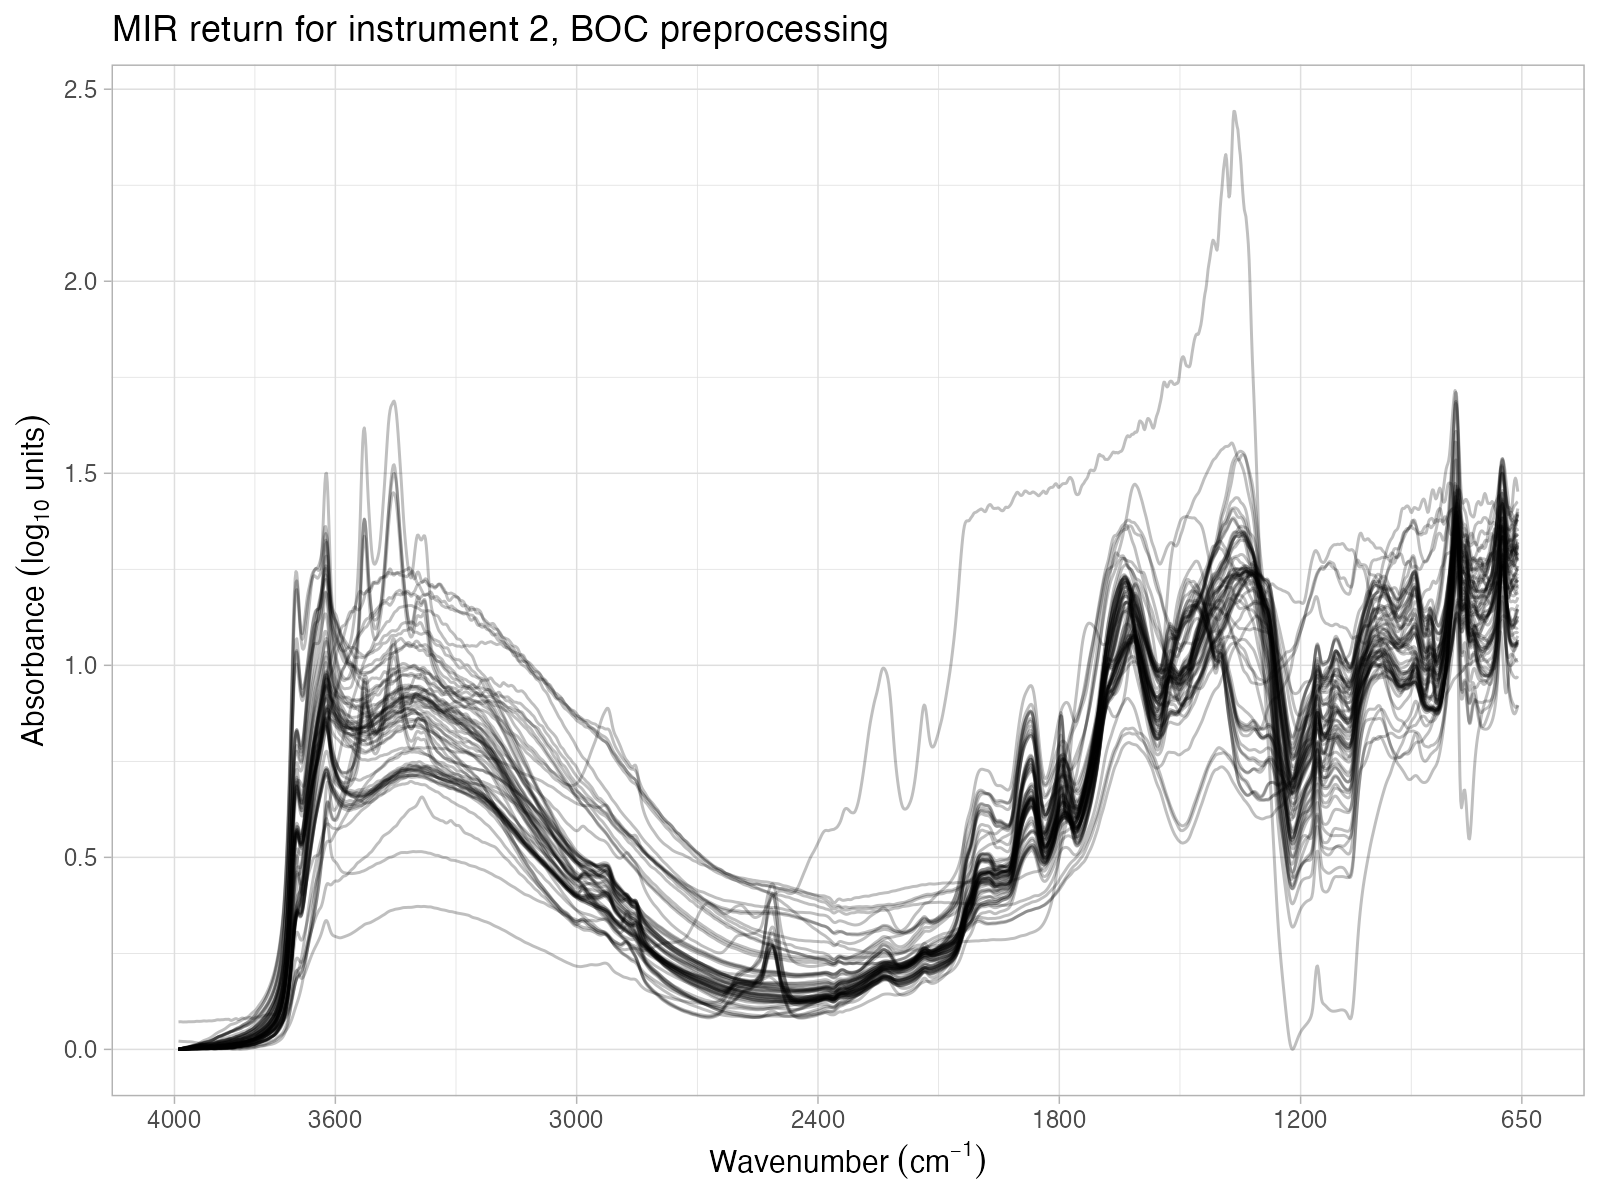 MIR return for instrument 2, BOC preprocessing
2.5
2.0
1.5
1.0
0.5
0.0
Absorbance (log₁₀ units)
4000 3600 3000 2400 1800 1200 650
Wavenumber (cm⁻¹)